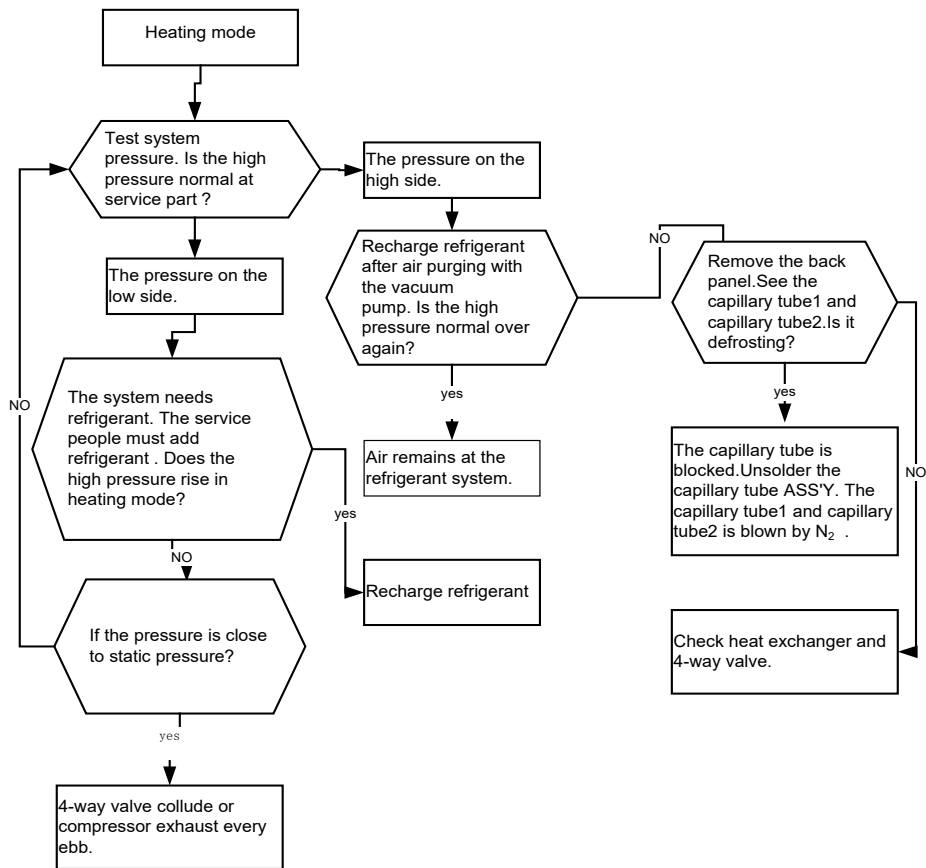 Heating mode
Test system
pressure. Is the high
pressure normal at
service part ?
The pressure on the
high side.
The pressure on the
low side.
Recharge refrigerant
after air purging with
the vacuum
pump. Is the high
pressure normal over
again?
NO
Remove the back
panel.See the
capillary tube1 and
capillary tube2.Is it
defrosting?
yes
yes
Air remains at the
refrigerant system.
The capillary tube is
blocked.Unsolder the
capillary tube ASS'Y. The
capillary tube1 and capillary
tube2 is blown by N₂ .
NO
NO
The system needs
refrigerant. The service
people must add
refrigerant . Does the
high pressure rise in
heating mode?
yes
NO
Recharge refrigerant
If the pressure is close
to static pressure?
Check heat exchanger and
4-way valve.
yes
4-way valve collude or
compressor exhaust every
ebb.